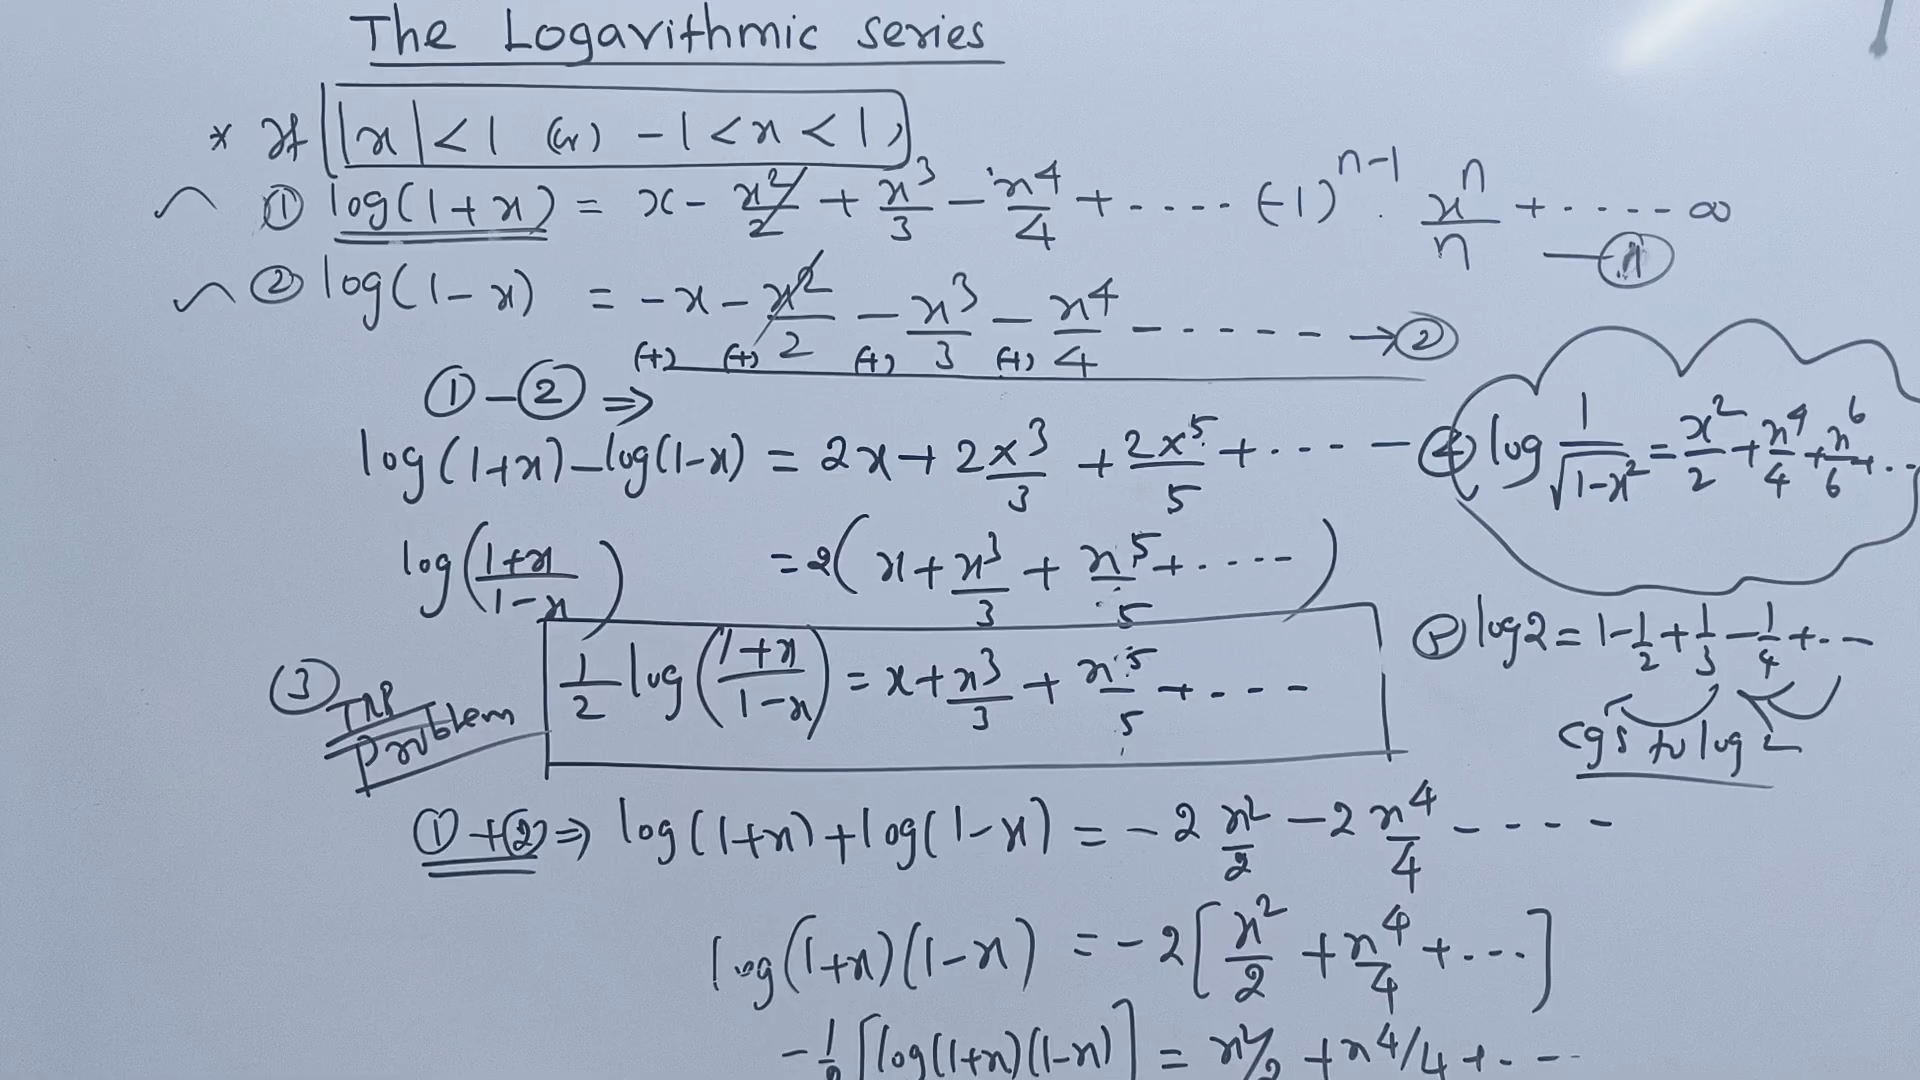 The Logarithmic series
* If |x| < 1 (or) -1 < x < 1
① log(1+x) = x - x²/2 + x³/3 - x⁴/4 + .... (-1)ⁿ⁻¹ . xⁿ/n + ..... ∞ — ①
② log(1-x) = -x - x²/2 - x³/3 - x⁴/4 - ------ → ②
(+) (+) (+) (+)
① - ② ⇒
log(1+x) - log(1-x) = 2x + 2x³/3 + 2x⁵/5 + .----
log((1+x)/(1-x)) = 2(x + x³/3 + x⁵/5 + .....)
③ TRB Problem
1/2 log((1+x)/(1-x)) = x + x³/3 + x⁵/5 + .---
④ log 1/√(1-x²) = x²/2 + x⁴/4 + x⁶/6 + ...
⑤ log 2 = 1 - 1/2 + 1/3 - 1/4 + .--
cgs to log 2
① + ② ⇒ log(1+x) + log(1-x) = -2 x²/2 - 2 x⁴/4 - ----
log(1+x)(1-x) = -2[x²/2 + x⁴/4 + ....]
-1/2 [log(1+x)(1-x)] = x²/2 + x⁴/4 + .--